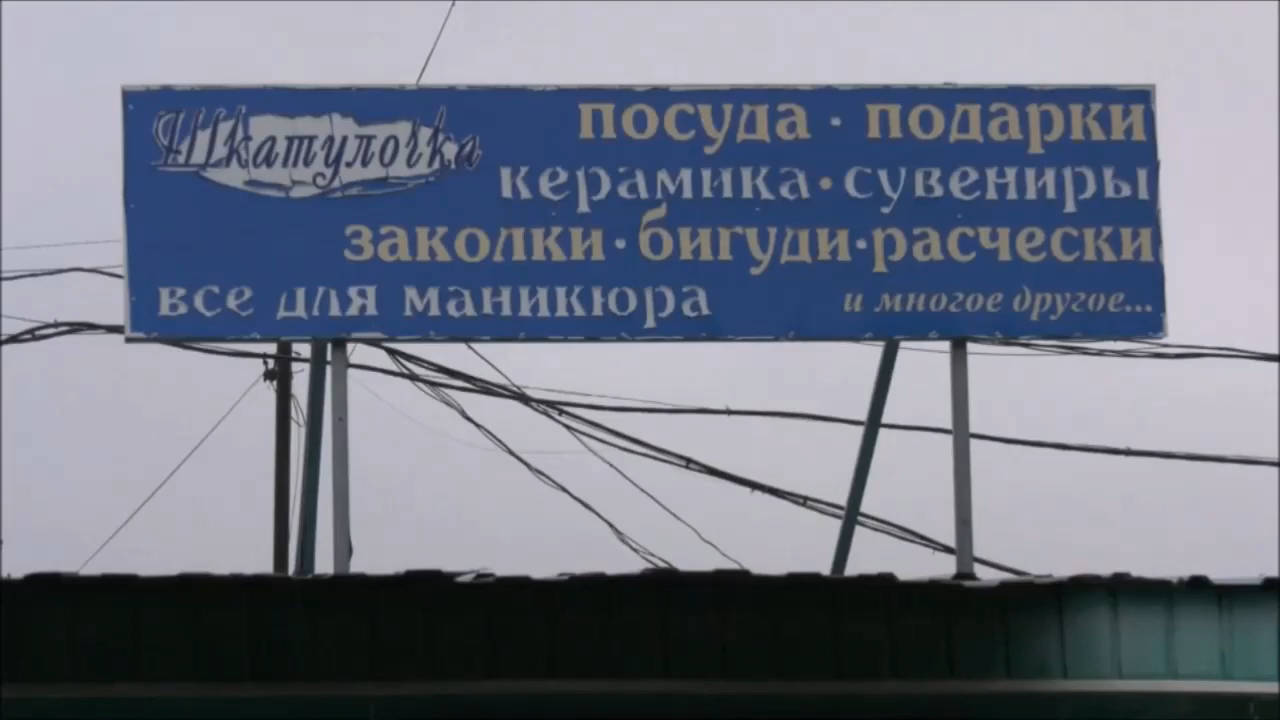 Шкатулочка
посуда · подарки
керамика · сувениры
заколки · бигуди · расчески
все для маникюра
и многое другое...